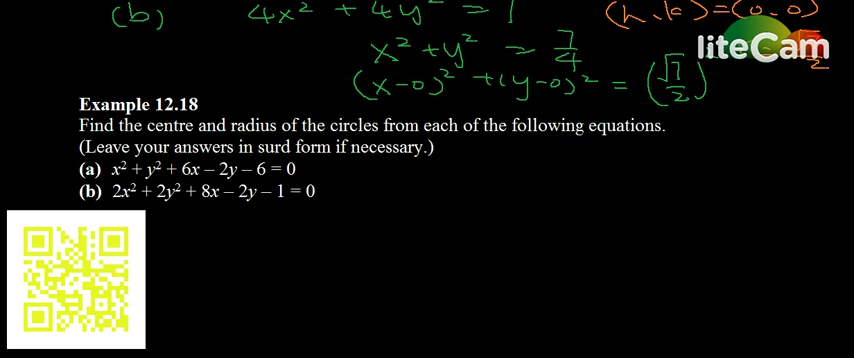 (b) 4x² + 4y² = 7 (h, k) = (0, 0)
x² + y² = 7/4
liteCam
(x-0)² + (y-0)² = (√7/2)
Example 12.18
Find the centre and radius of the circles from each of the following equations.
(Leave your answers in surd form if necessary.)
(a) x² + y² + 6x – 2y – 6 = 0
(b) 2x² + 2y² + 8x – 2y – 1 = 0